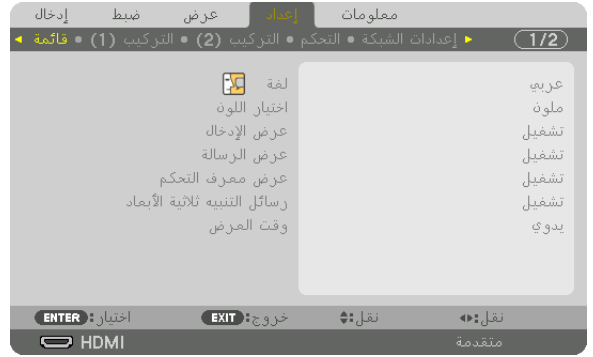 إدخال ضبط عرض إعداد معلومات
قائمة • التركيب (1) • التركيب (2) • التحكم • إعدادات الشبكة (1/2)
لغة عربي
اختيار اللون ملون
عرض الإدخال تشغيل
عرض الرسالة تشغيل
عرض معرف التحكم تشغيل
رسائل التنبيه ثلاثية الأبعاد تشغيل
وقت العرض يدوي
ENTER: اختيار EXIT: خروج نقل: نقل:
HDMI متقدمة